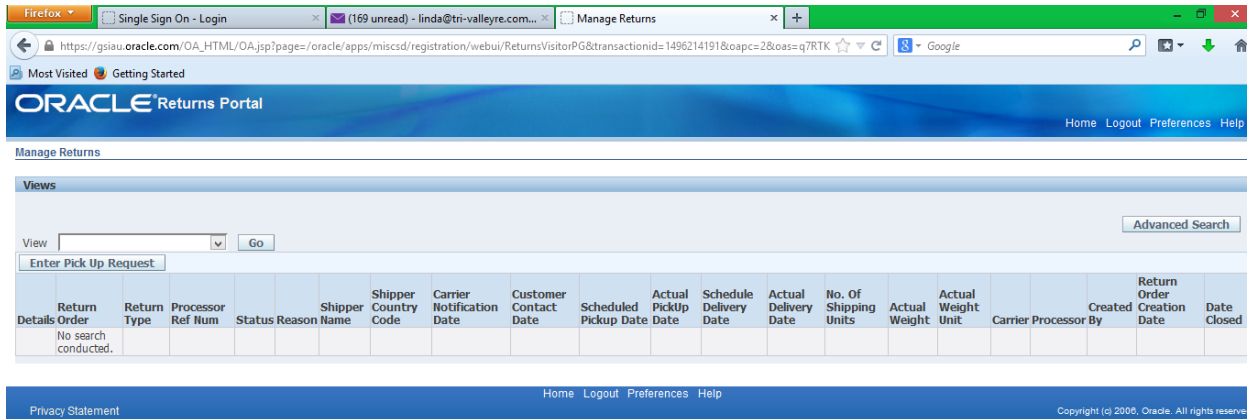 Firefox
Single Sign On - Login
(169 unread) - linda@tri-valleyre.com...
Manage Returns
https://gsiau.oracle.com/OA_HTML/OA.jsp?page=/oracle/apps/miscsd/registration/webui/ReturnsVisitorPG&transactionid=1496214191&oapc=2&oas=q7RTK
8 - Google
Most Visited Getting Started
ORACLE Returns Portal
Home Logout Preferences Help
Manage Returns
Views
Advanced Search
View Go
Enter Pick Up Request
Details
Return Order
Return Type
Processor Ref Num
Status
Reason
Shipper Name
Shipper Country Code
Carrier Notification Date
Customer Contact Date
Scheduled Pickup Date
Actual PickUp Date
Schedule Delivery Date
Actual Delivery Date
No. Of Shipping Units
Actual Weight
Actual Weight Unit
Carrier
Processor
Created By
Return Order Creation Date
Date Closed
No search
conducted.
Home Logout Preferences Help
Privacy Statement
Copyright (c) 2006, Oracle. All rights reserve